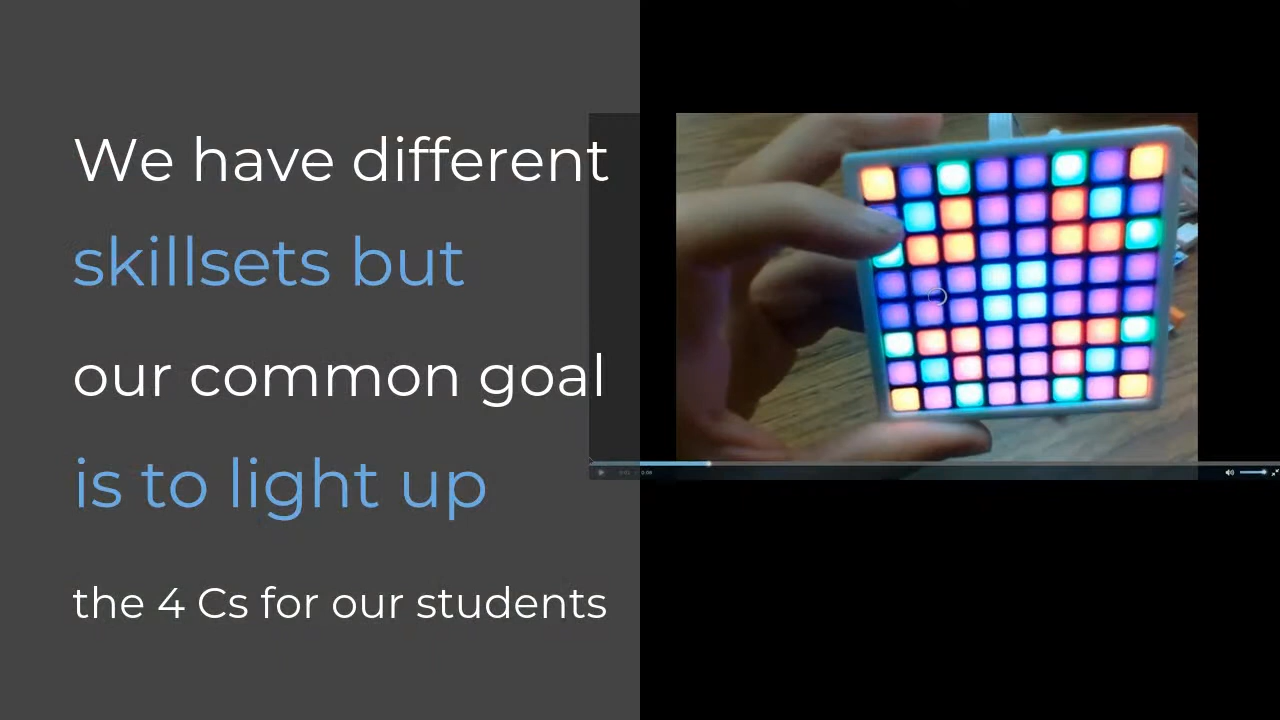 We have different
skillsets but
our common goal
is to light up
the 4 Cs for our students